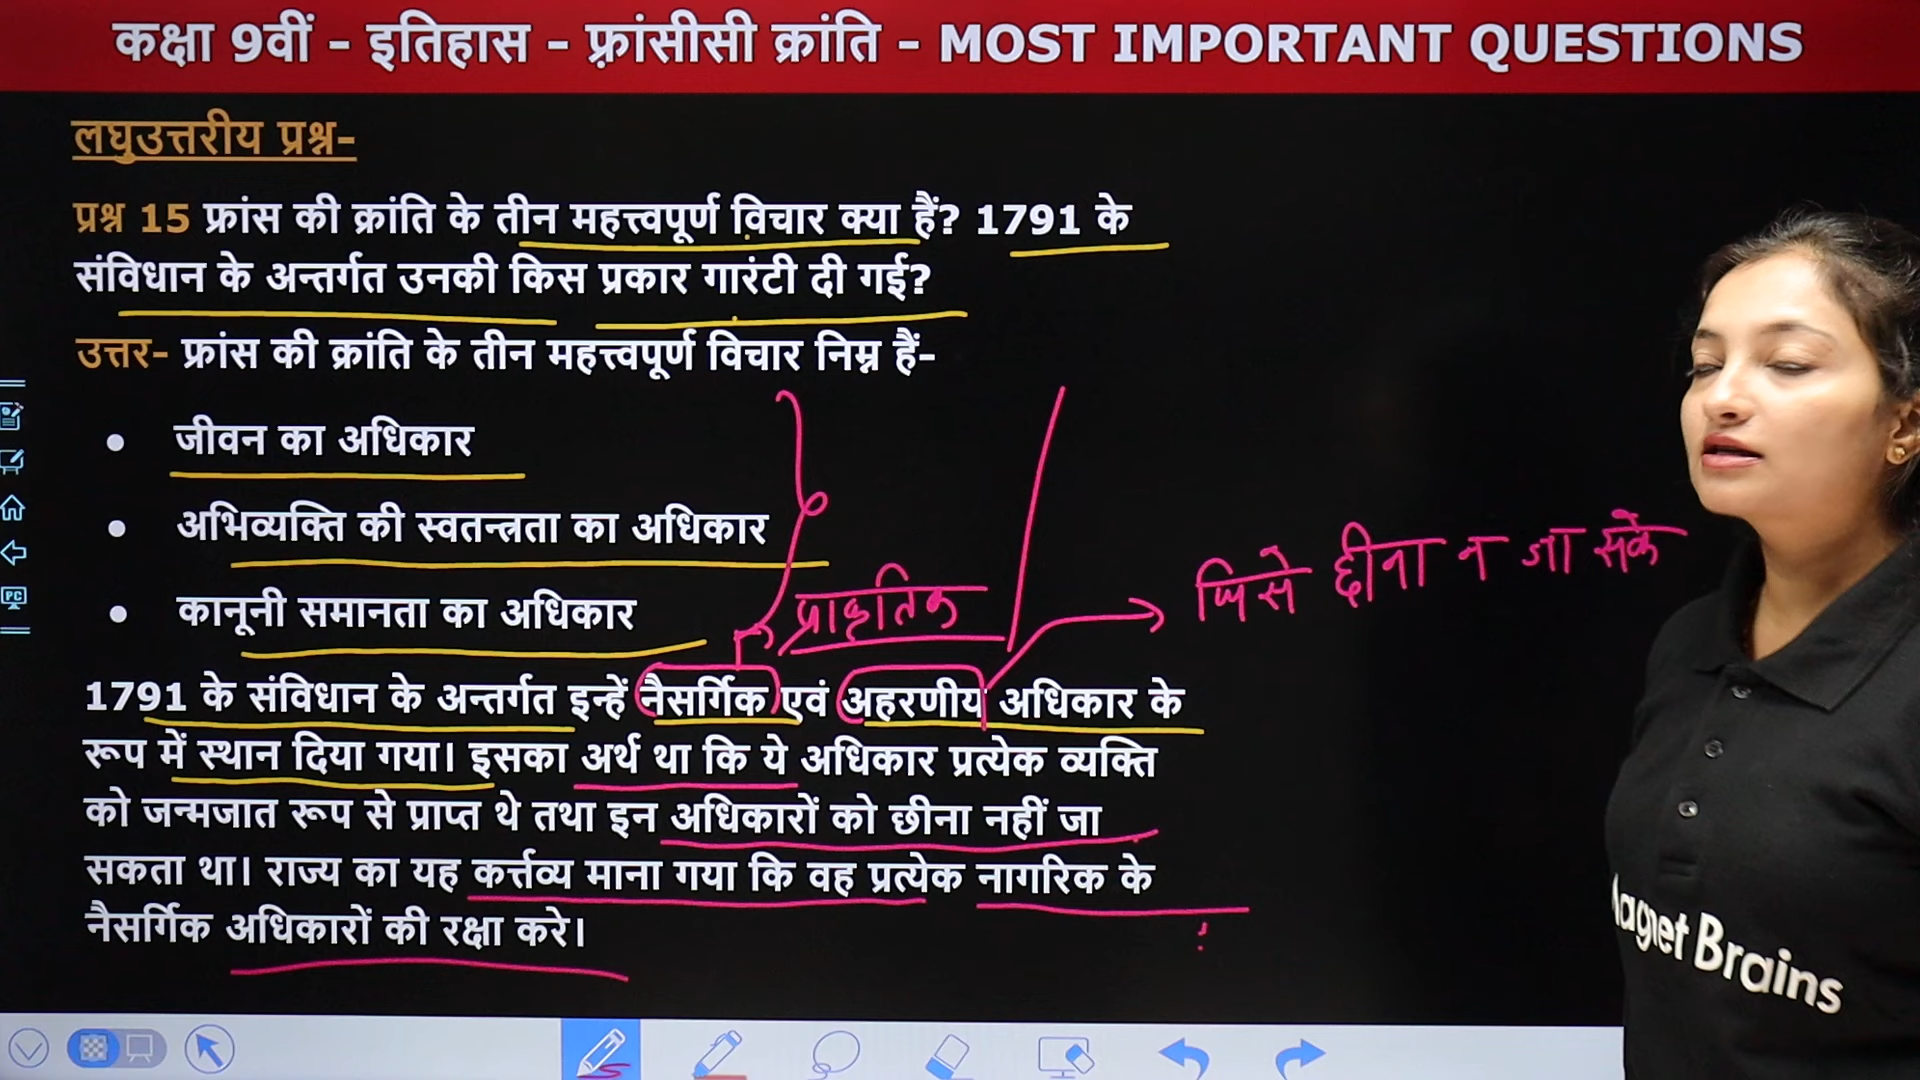 कक्षा 9वीं - इतिहास - फ़्रांसीसी क्रांति - MOST IMPORTANT QUESTIONS
लघुउत्तरीय प्रश्न-
प्रश्न 15 फ्रांस की क्रांति के तीन महत्त्वपूर्ण विचार क्या हैं? 1791 के
संविधान के अन्तर्गत उनकी किस प्रकार गारंटी दी गई?
उत्तर- फ्रांस की क्रांति के तीन महत्त्वपूर्ण विचार निम्न हैं-
• जीवन का अधिकार
• अभिव्यक्ति की स्वतन्त्रता का अधिकार
• कानूनी समानता का अधिकार
प्राकृतिक
जिसे छीना न जा सके
1791 के संविधान के अन्तर्गत इन्हें नैसर्गिक एवं अहरणीय अधिकार के
रूप में स्थान दिया गया। इसका अर्थ था कि ये अधिकार प्रत्येक व्यक्ति
को जन्मजात रूप से प्राप्त थे तथा इन अधिकारों को छीना नहीं जा
सकता था। राज्य का यह कर्त्तव्य माना गया कि वह प्रत्येक नागरिक के
नैसर्गिक अधिकारों की रक्षा करे।
Magnet Brains
PC